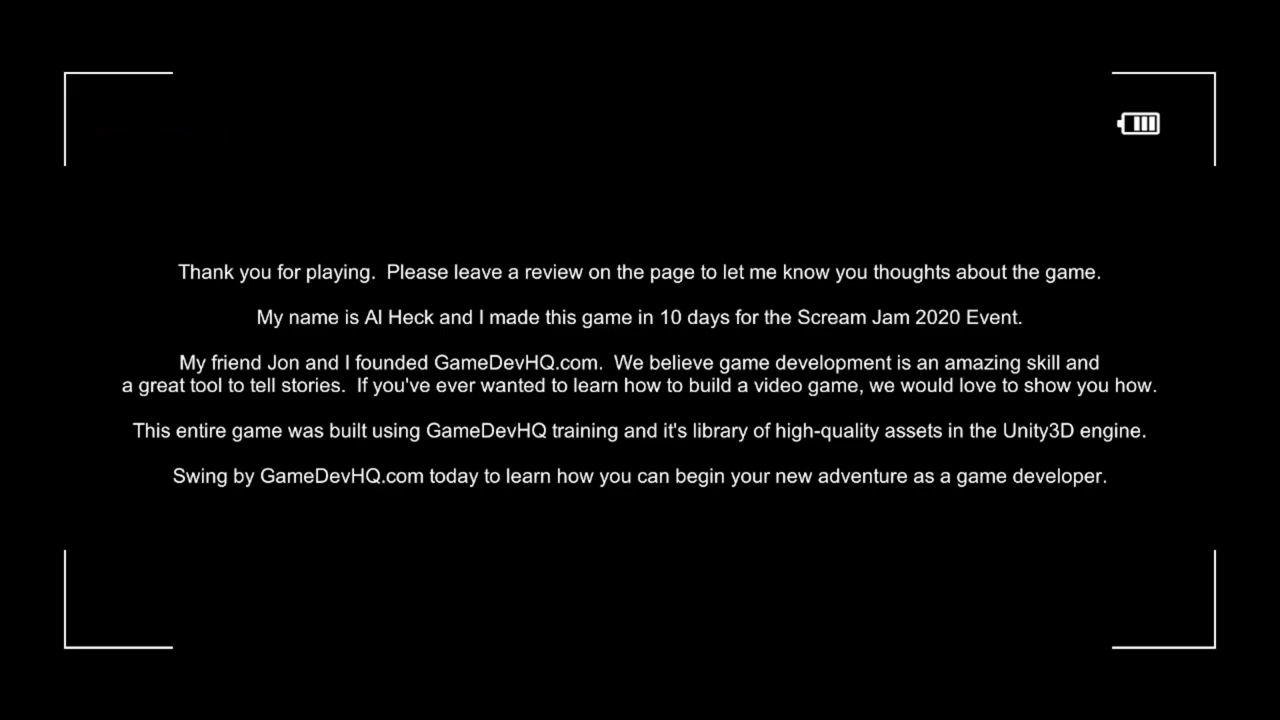 Thank you for playing.  Please leave a review on the page to let me know you thoughts about the game.
My name is Al Heck and I made this game in 10 days for the Scream Jam 2020 Event.
My friend Jon and I founded GameDevHQ.com.  We believe game development is an amazing skill and
a great tool to tell stories.  If you've ever wanted to learn how to build a video game, we would love to show you how.
This entire game was built using GameDevHQ training and it's library of high-quality assets in the Unity3D engine.
Swing by GameDevHQ.com today to learn how you can begin your new adventure as a game developer.